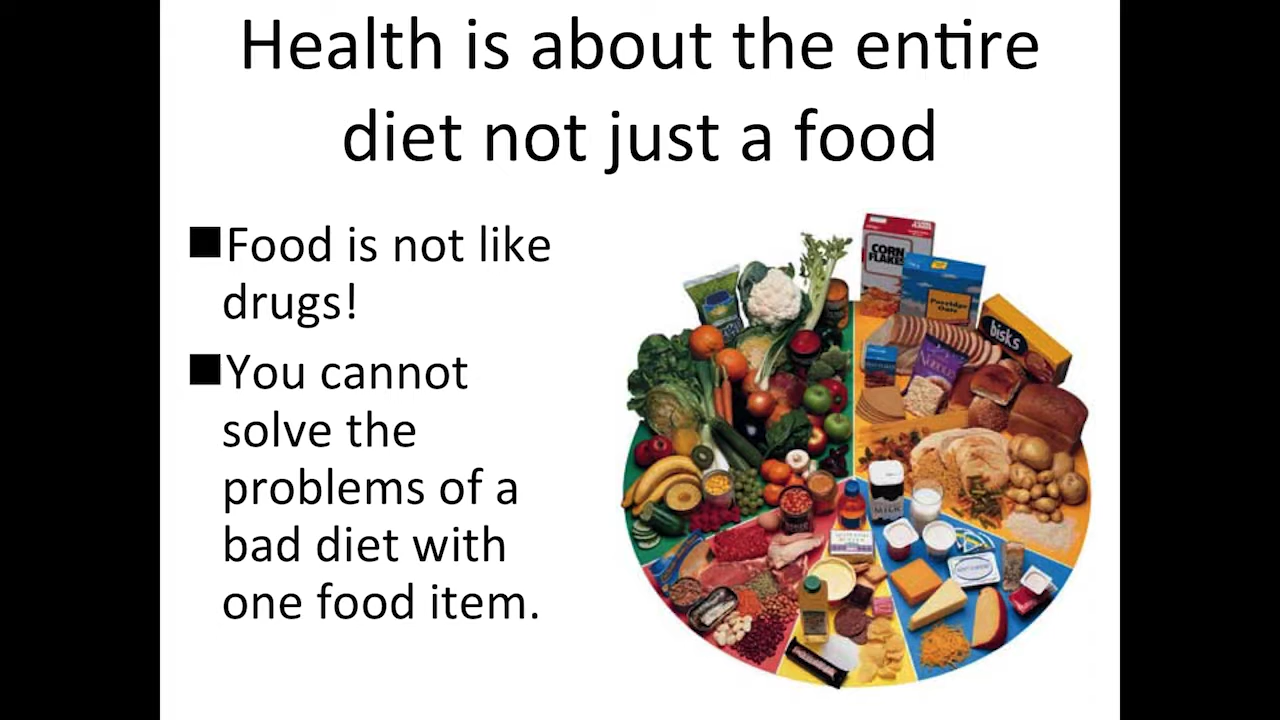 Health is about the entire
diet not just a food
Food is not like
drugs!
You cannot
solve the
problems of a
bad diet with
one food item.
CORN
FLAKES
Porridge
Oats
bisks
NOODLES
MILK